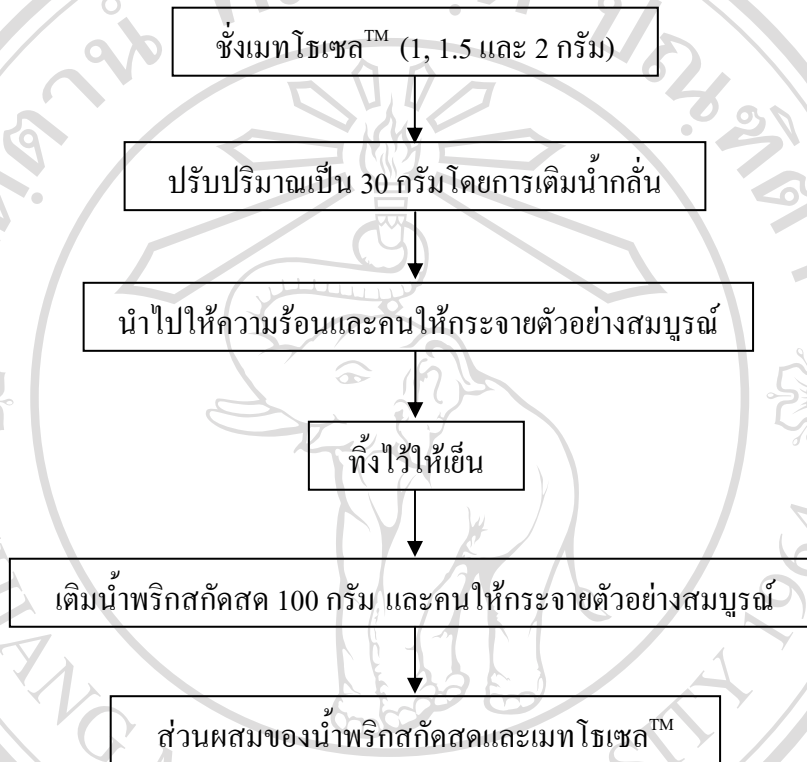 ชั่งเมทโธเซล™ (1, 1.5 และ 2 กรัม)
ปรับปริมาณเป็น 30 กรัมโดยการเติมน้ำกลั่น
นำไปให้ความร้อนและคนให้กระจายตัวอย่างสมบูรณ์
ทิ้งไว้ให้เย็น
เติมน้ำพริกสกัดสด 100 กรัม และคนให้กระจายตัวอย่างสมบูรณ์
ส่วนผสมของน้ำพริกสกัดสดและเมทโธเซล™